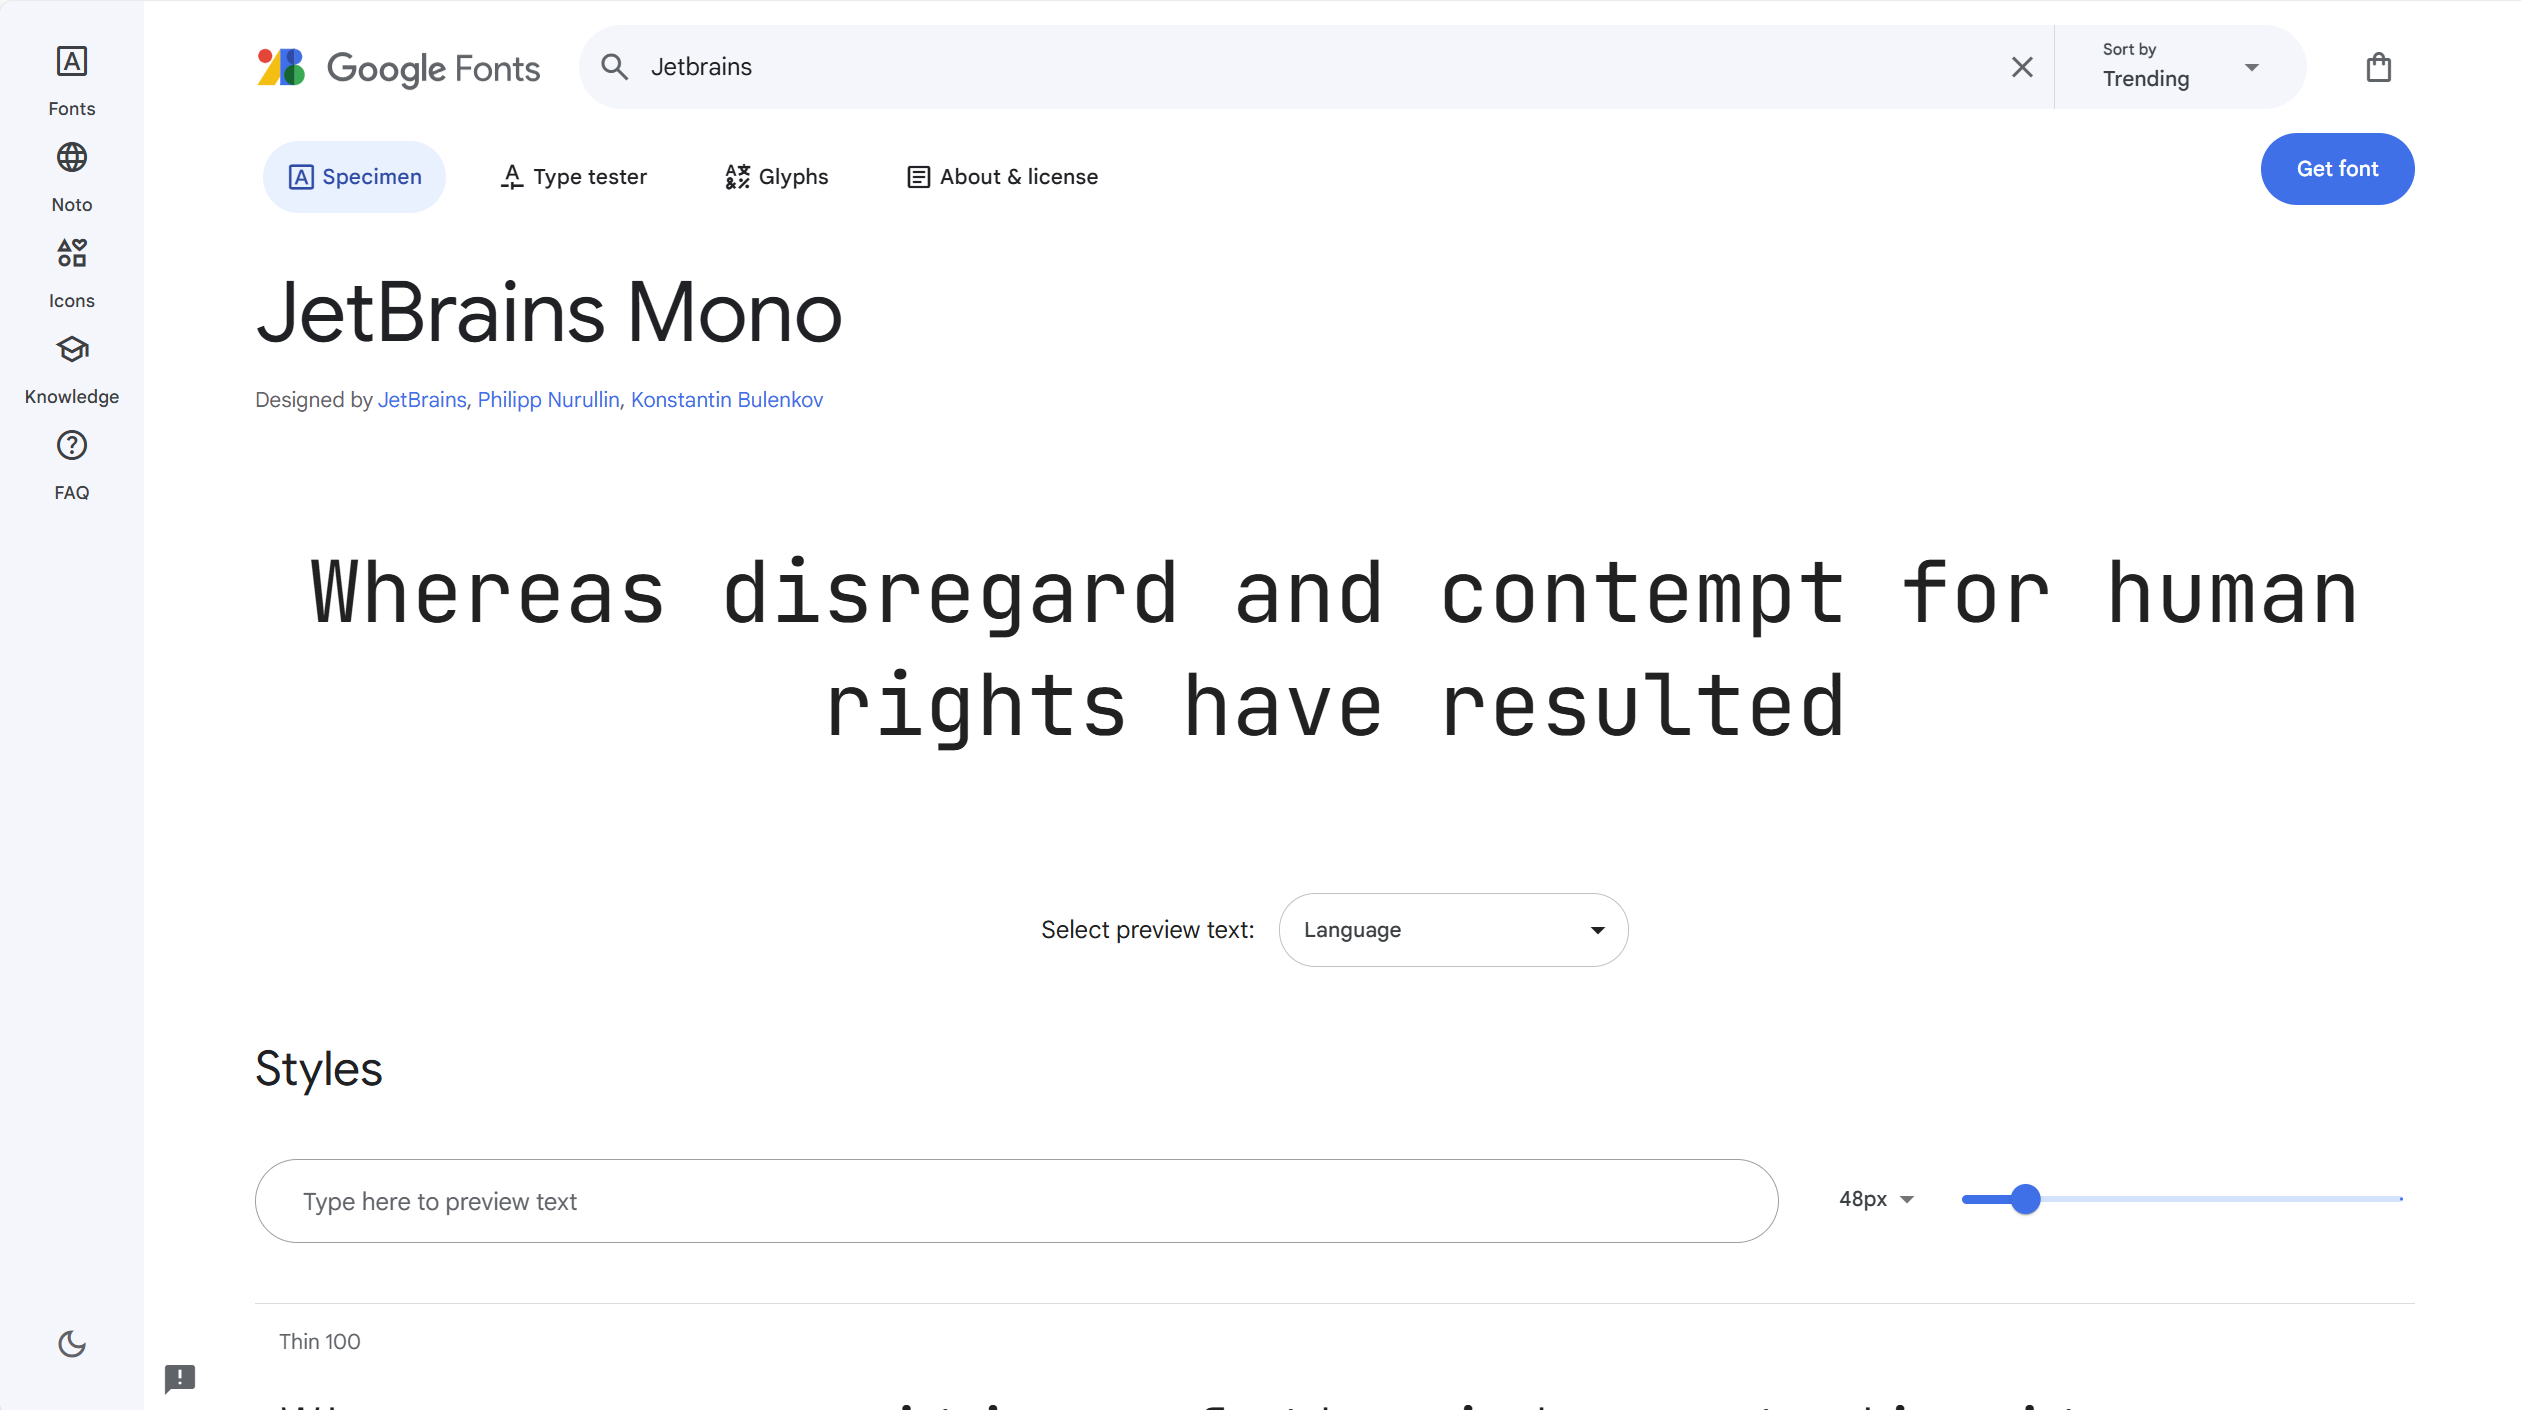 Fonts
Noto
Icons
Knowledge
FAQ
Google Fonts
Jetbrains
Sort by
Trending
Specimen
Type tester
Glyphs
About & license
Get font
JetBrains Mono
Designed by JetBrains, Philipp Nurullin, Konstantin Bulenkov
Whereas disregard and contempt for human
rights have resulted
Select preview text:
Language
Styles
Type here to preview text
48px
Thin 100